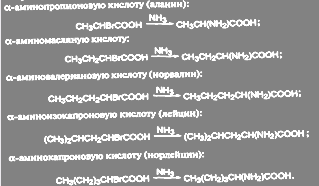 α-аминопропионовую кислоту (аланин):
CH₃CHBrCOOH —NH₃→ CH₃CH(NH₂)COOH;
α-аминомасляную кислоту:
CH₃CH₂CHBrCOOH —NH₃→ CH₃CH₂CH(NH₂)COOH;
α-аминовалериановую кислоту (норвалин):
CH₃CH₂CH₂CHBrCOOH —NH₃→ CH₃CH₂CH₂CH(NH₂)COOH;
α-аминоизокапроновую кислоту (лейцин):
(CH₃)₂CHCH₂CHBrCOOH —NH₃→ (CH₃)₂CHCH₂CH(NH₂)COOH;
α-аминокапроновую кислоту (норлейцин):
CH₃(CH₂)₃CHBrCOOH —NH₃→ CH₃(CH₂)₃CH(NH₂)COOH.